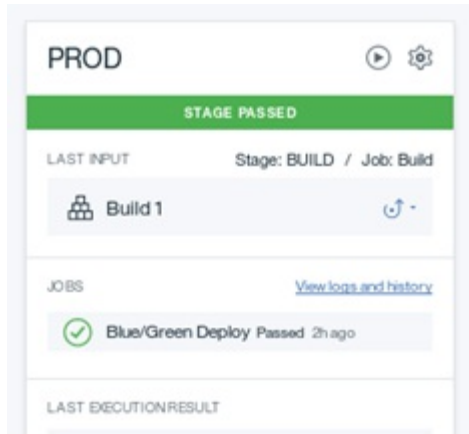 PROD
STAGE PASSED
LAST INPUT Stage: BUILD / Job: Build
Build 1
JOBS View logs and history
Blue/Green Deploy Passed 2h ago
LAST EXECUTION RESULT